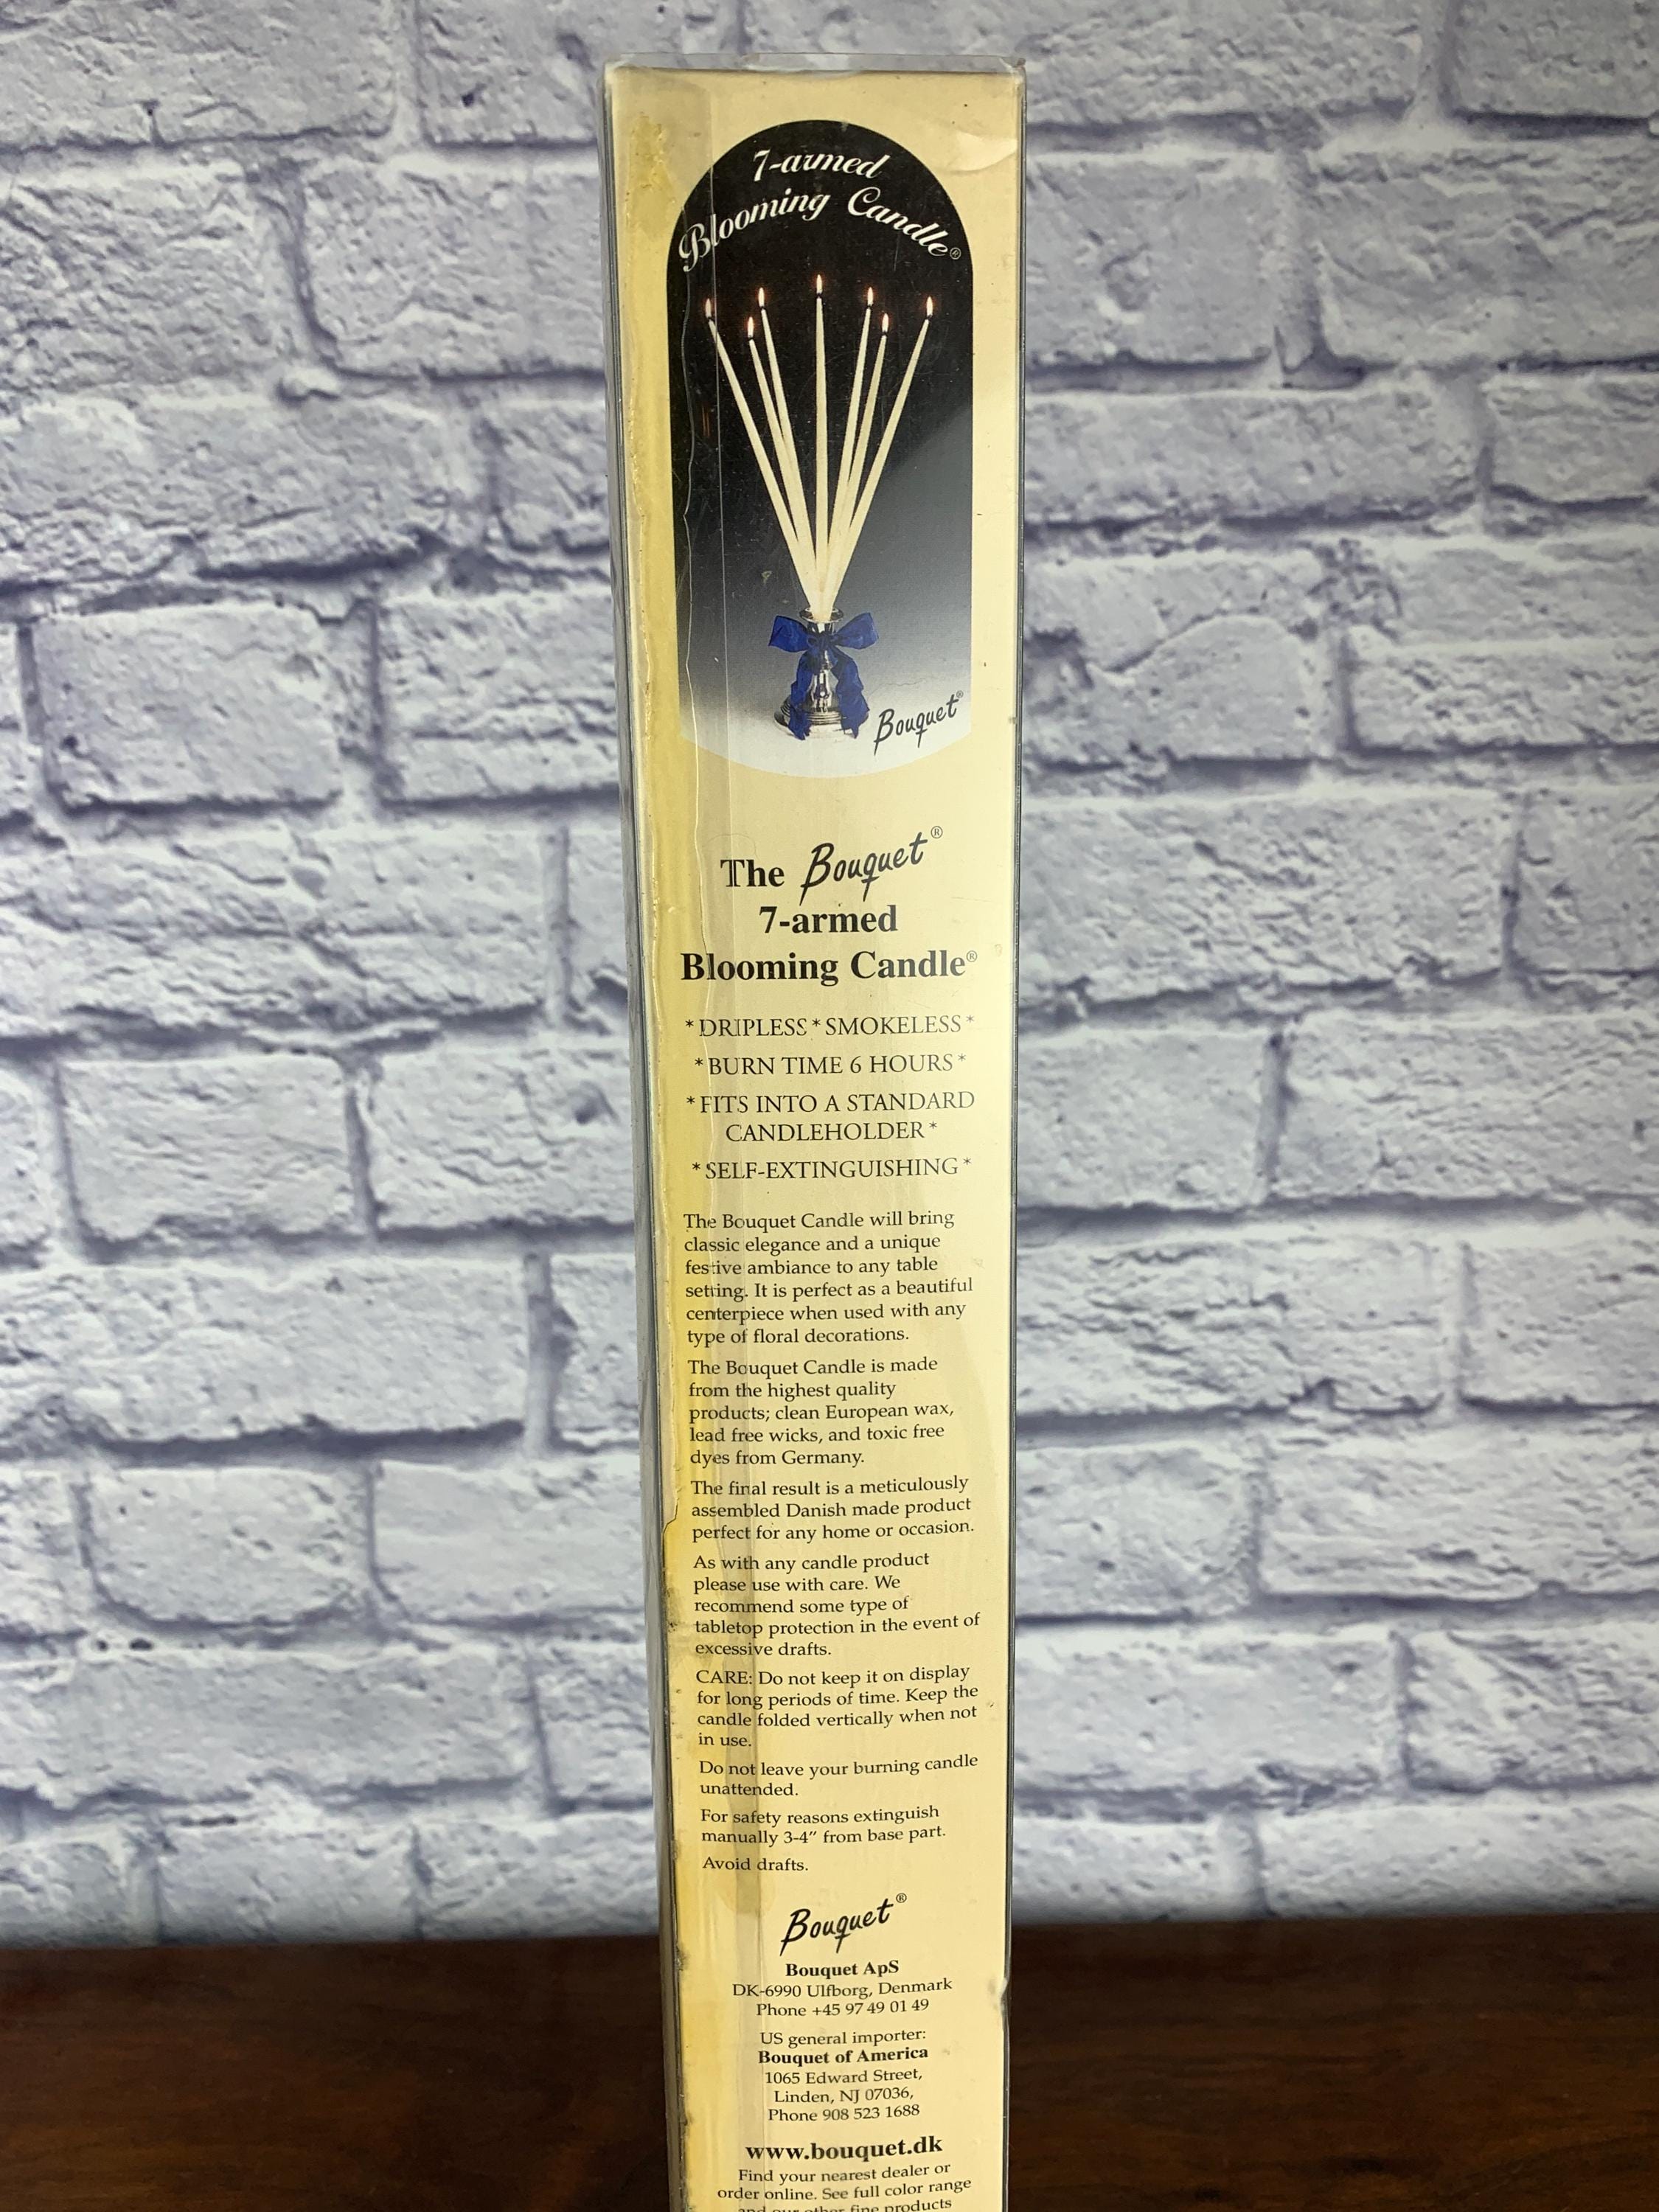 7-armed
Blooming Candle®
Bouquet®
The Bouquet®
7-armed
Blooming Candle®
*DRIPLESS*SMOKELESS*
*BURN TIME 6 HOURS*
*FITS INTO A STANDARD
CANDLEHOLDER*
*SELF-EXTINGUISHING*
The Bouquet Candle will bring
classic elegance and a unique
festive ambiance to any table
setting. It is perfect as a beautiful
centerpiece when used with any
type of floral decorations.
The Bouquet Candle is made
from the highest quality
products; clean European wax,
lead free wicks, and toxic free
dyes from Germany.
The final result is a meticulously
assembled Danish made product
perfect for any home or occasion.
As with any candle product
please use with care. We
recommend some type of
tabletop protection in the event of
excessive drafts.
CARE: Do not keep it on display
for long periods of time. Keep the
candle folded vertically when not
in use.
Do not leave your burning candle
unattended.
For safety reasons extinguish
manually 3-4" from base part.
Avoid drafts.
Bouquet®
Bouquet ApS
DK-6990 Ulfborg, Denmark
Phone +45 97 49 01 49
US general importer:
Bouquet of America
1065 Edward Street,
Linden, NJ 07036,
Phone 908 523 1688
www.bouquet.dk
Find your nearest dealer or
order online. See full color range
and our other fine products